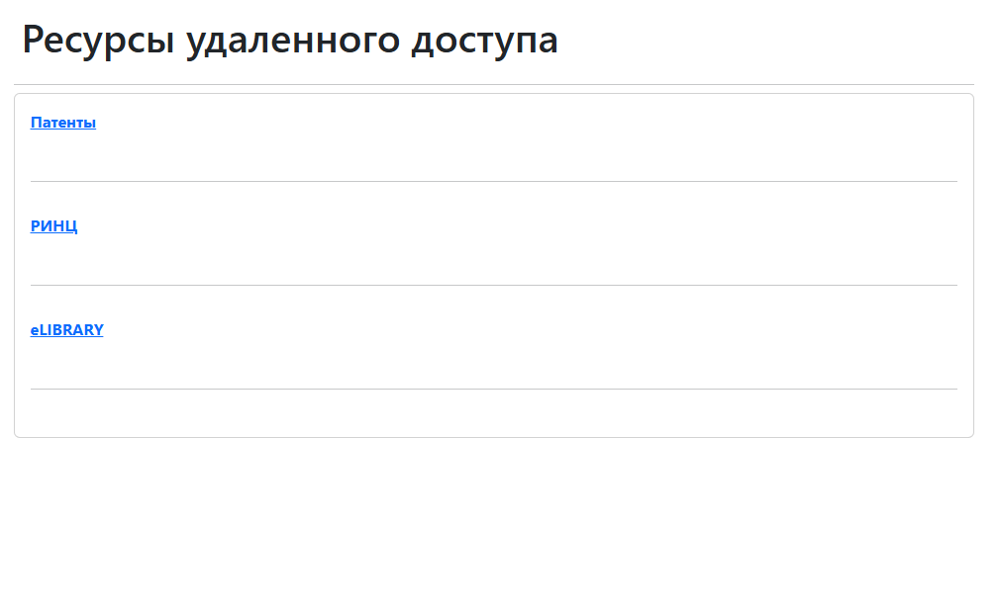 Ресурсы удаленного доступа
Патенты
РИНЦ
eLIBRARY